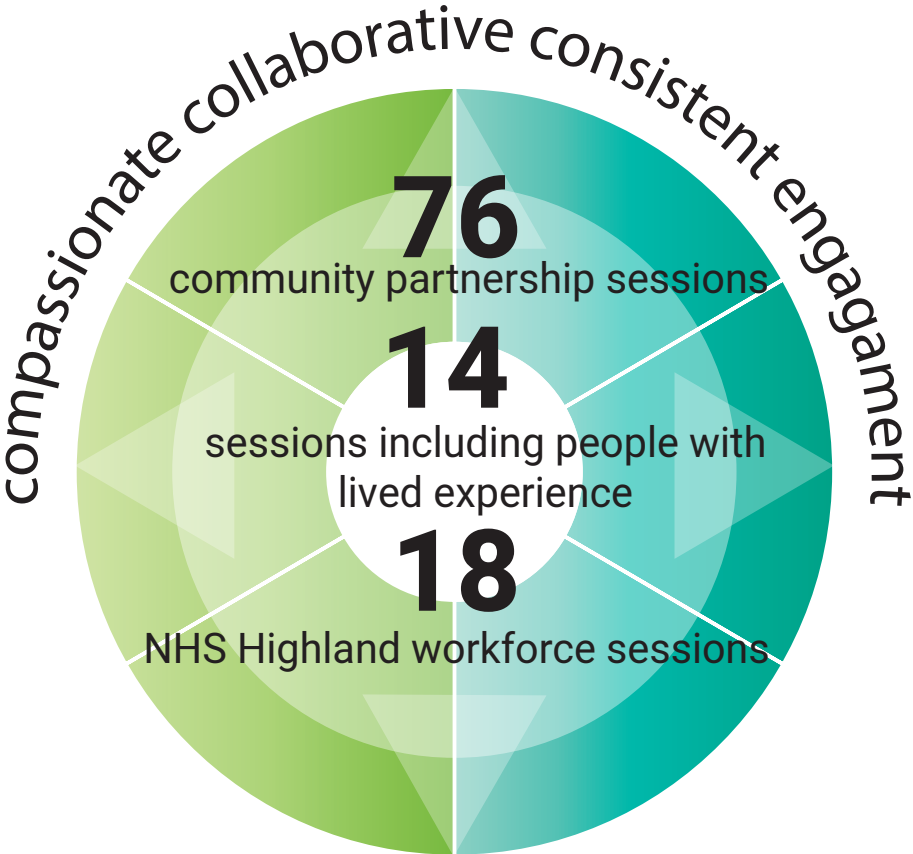 compassionate collaborative consistent engagament
76
community partnership sessions
14
sessions including people with
lived experience
18
NHS Highland workforce sessions